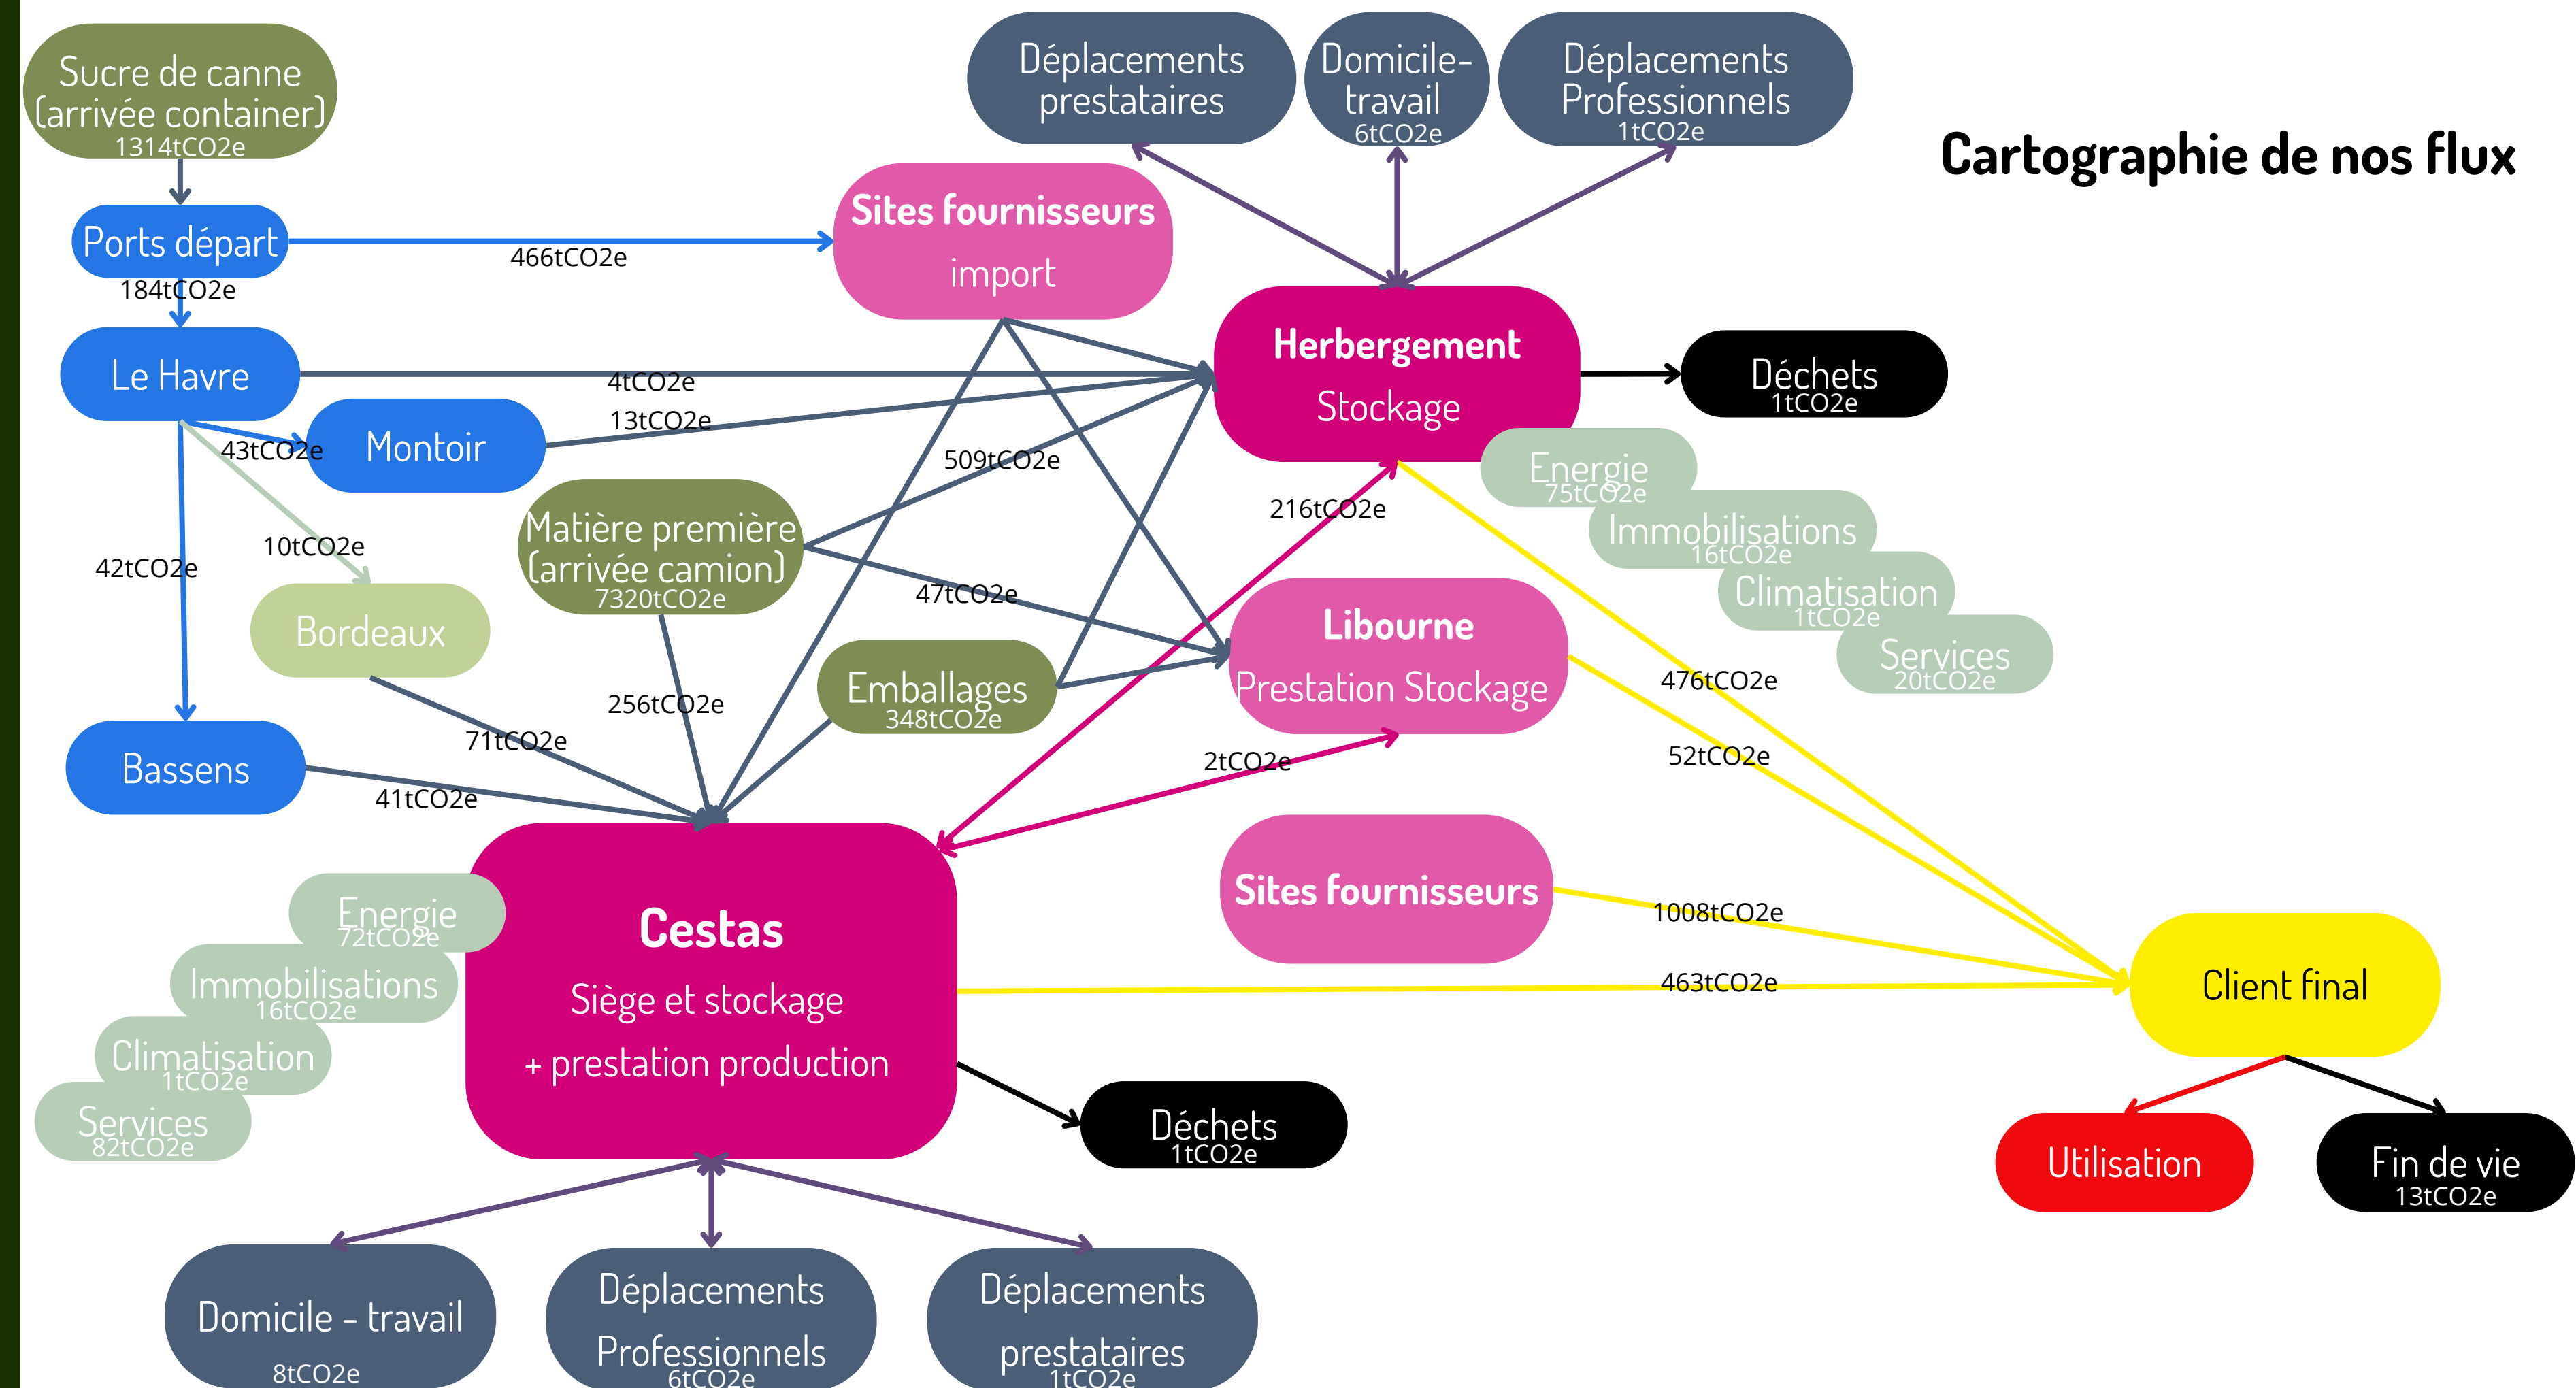 Sucre de canne
(arrivée container)
1314tCO2e
Déplacements
prestataires
Domicile-
travail
6tCO2e
Déplacements
Professionnels
1tCO2e
Cartographie de nos flux
Ports départ
466tCO2e
Sites fournisseurs
import
184tCO2e
Le Havre
4tCO2e
Herbergement
Stockage
Déchets
1tCO2e
43tCO2e
Montoir
13tCO2e
509tCO2e
216tCO2e
Energie
75tCO2e
Immobilisations
16tCO2e
Climatisation
1tCO2e
Services
20tCO2e
10tCO2e
42tCO2e
Matière première
(arrivée camion)
7320tCO2e
47tCO2e
Bordeaux
Libourne
Prestation Stockage
256tCO2e
Emballages
348tCO2e
476tCO2e
71tCO2e
52tCO2e
2tCO2e
Bassens
41tCO2e
Sites fournisseurs
1008tCO2e
463tCO2e
Client final
Energie
72tCO2e
Immobilisations
16tCO2e
Climatisation
1tCO2e
Services
82tCO2e
Cestas
Siège et stockage
+ prestation production
Déchets
1tCO2e
Utilisation
Fin de vie
13tCO2e
Domicile - travail
8tCO2e
Déplacements
Professionnels
6tCO2e
Déplacements
prestataires
1tCO2e